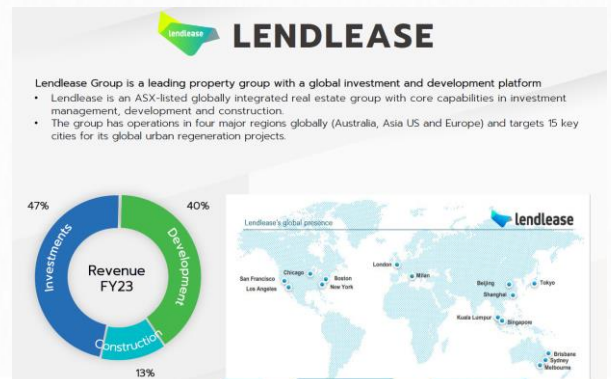 lendlease LENDLEASE
Lendlease Group is a leading property group with a global investment and development platform
• Lendlease is an ASX-listed globally integrated real estate group with core capabilities in investment
management, development and construction.
• The group has operations in four major regions globally (Australia, Asia US and Europe) and targets 15 key
cities for its global urban regeneration projects.
47%
40%
Investments
Development
Revenue
FY23
Construction
13%
Lendlease's global presence
lendlease
London
Milan
Chicago
Boston
San Francisco
New York
Los Angeles
Beijing
Tokyo
Shanghai
Kuala Lumpur
Singapore
Brisbane
Sydney
Melbourne